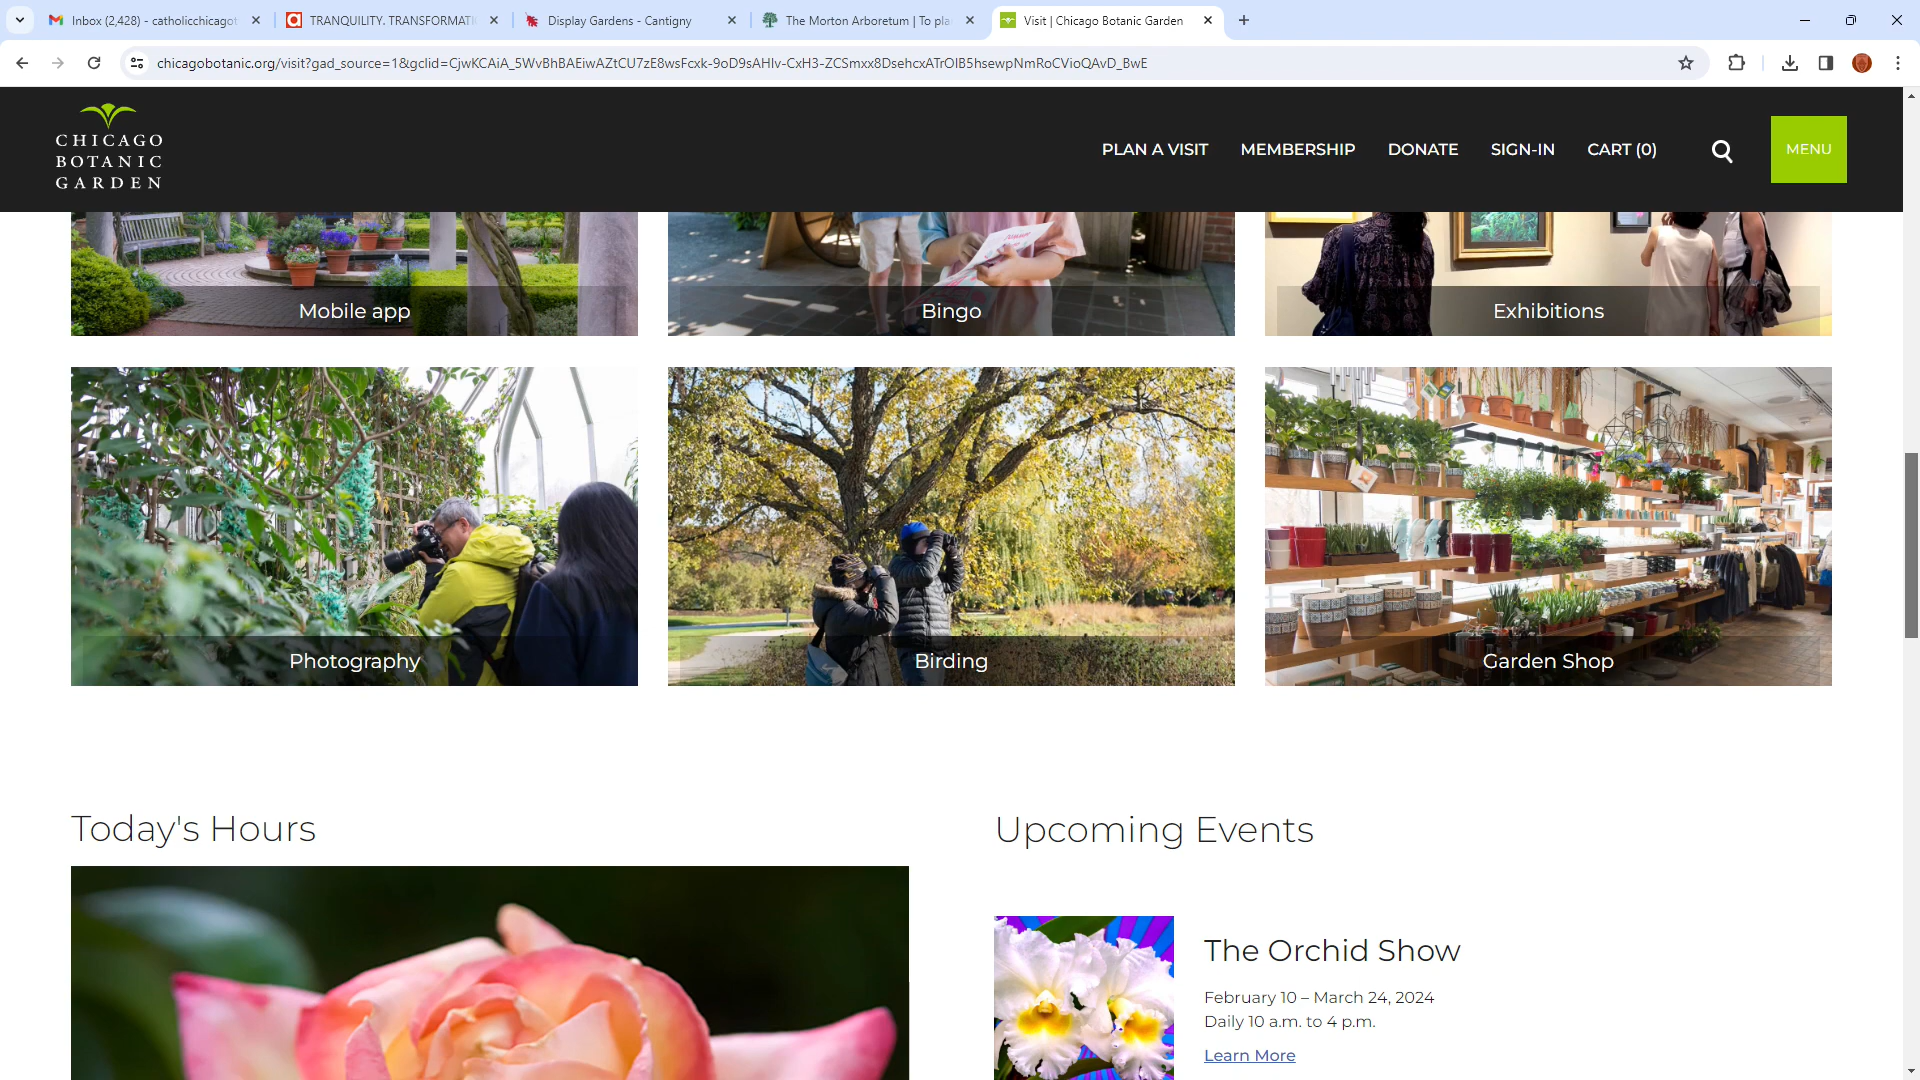 Inbox (2,428) - catholicchicagot
TRANQUILITY. TRANSFORMATI
Display Gardens - Cantigny
The Morton Arboretum | To pla
Visit | Chicago Botanic Garden
chicagobotanic.org/visit?gad_source=1&gclid=CjwKCAiA_5WvBhBAEiwAZtCU7zE8wsFcxk-9oD9sAHlv-CxH3-ZCSmxx8DsehcxATrOIB5hsewpNmRoCVioQAvD_BwE
CHICAGO
BOTANIC
GARDEN
PLAN A VISIT
MEMBERSHIP
DONATE
SIGN-IN
CART (0)
MENU
Mobile app
Bingo
Exhibitions
Photography
Birding
Garden Shop
Today's Hours
Upcoming Events
The Orchid Show
February 10 – March 24, 2024
Daily 10 a.m. to 4 p.m.
Learn More